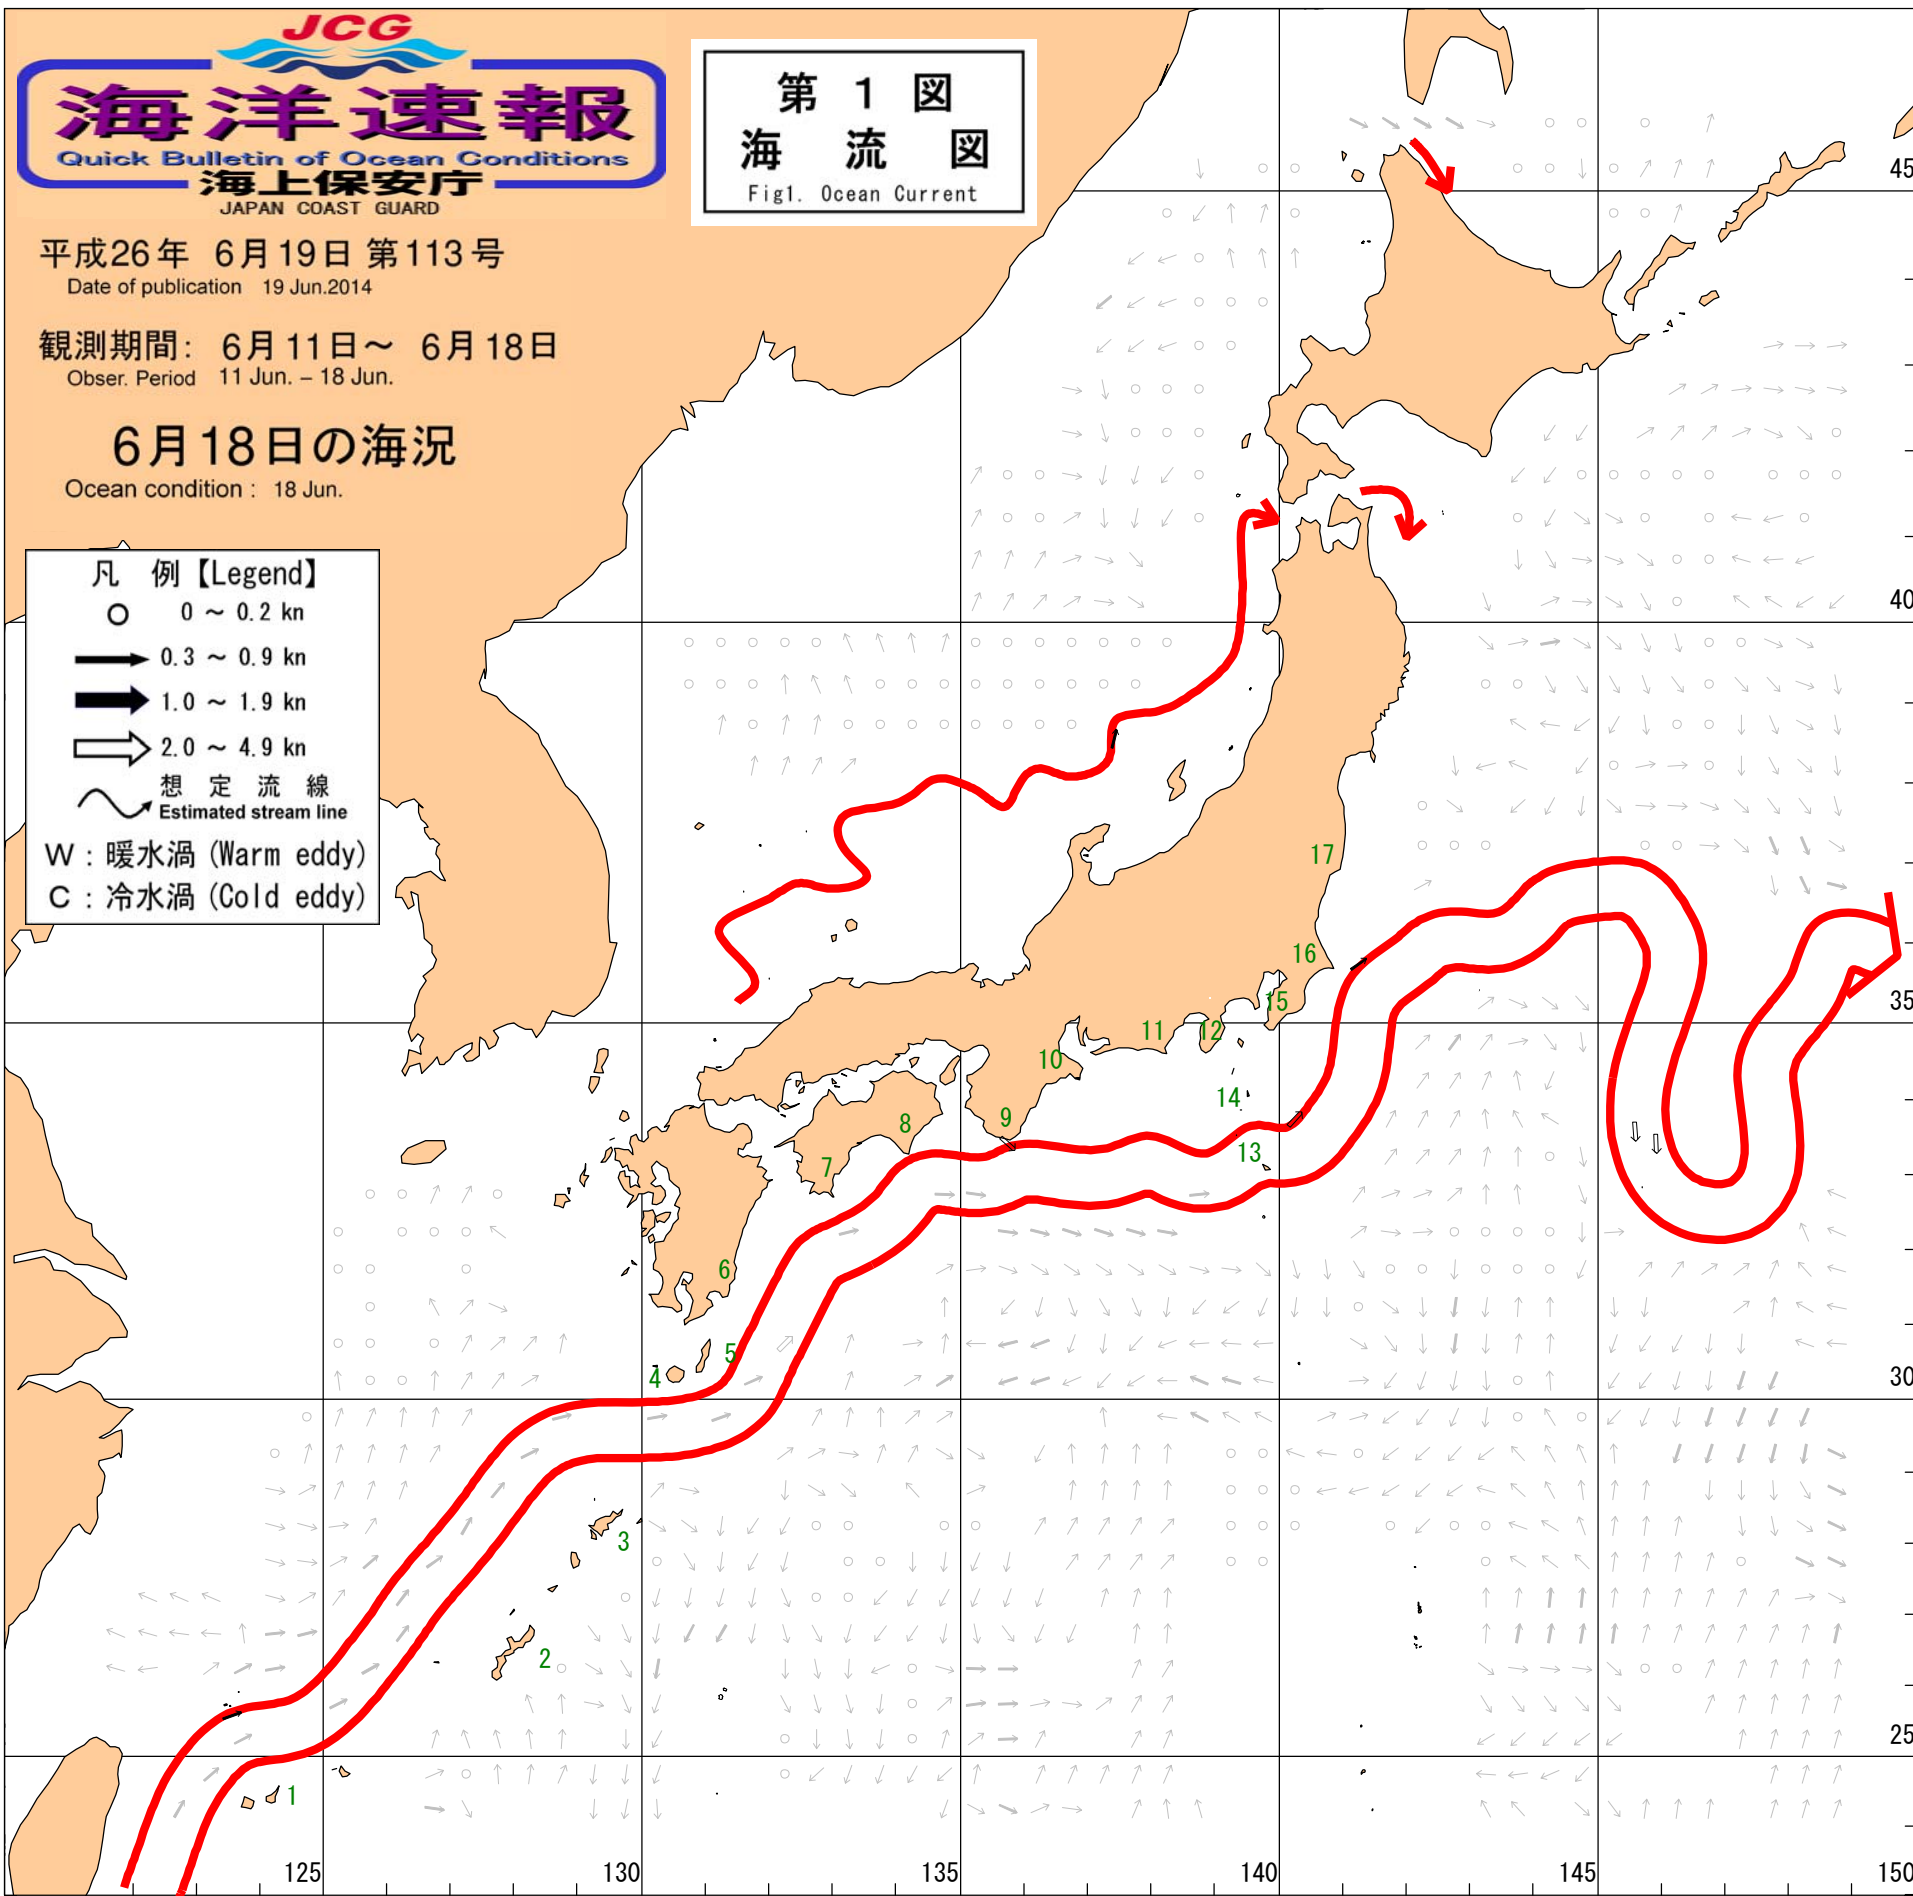 JCG
海洋速報
Quick Bulletin of Ocean Conditions
海上保安庁
JAPAN COAST GUARD
第 1 図
海 流 図
Fig1. Ocean Current
平成26年 6月19日 第113号
Date of publication 19 Jun.2014
観測期間: 6月11日～ 6月18日
Obser. Period 11 Jun. – 18 Jun.
6月18日の海況
Ocean condition : 18 Jun.
凡 例【Legend】
0 ～ 0.2 kn
0.3 ～ 0.9 kn
1.0 ～ 1.9 kn
2.0 ～ 4.9 kn
想 定 流 線
Estimated stream line
W : 暖水渦 (Warm eddy)
C : 冷水渦 (Cold eddy)
45
40
17
16
35
15
12
11
10
14
9
8
13
7
6
5
4
30
3
2
25
1
125
130
135
140
145
150